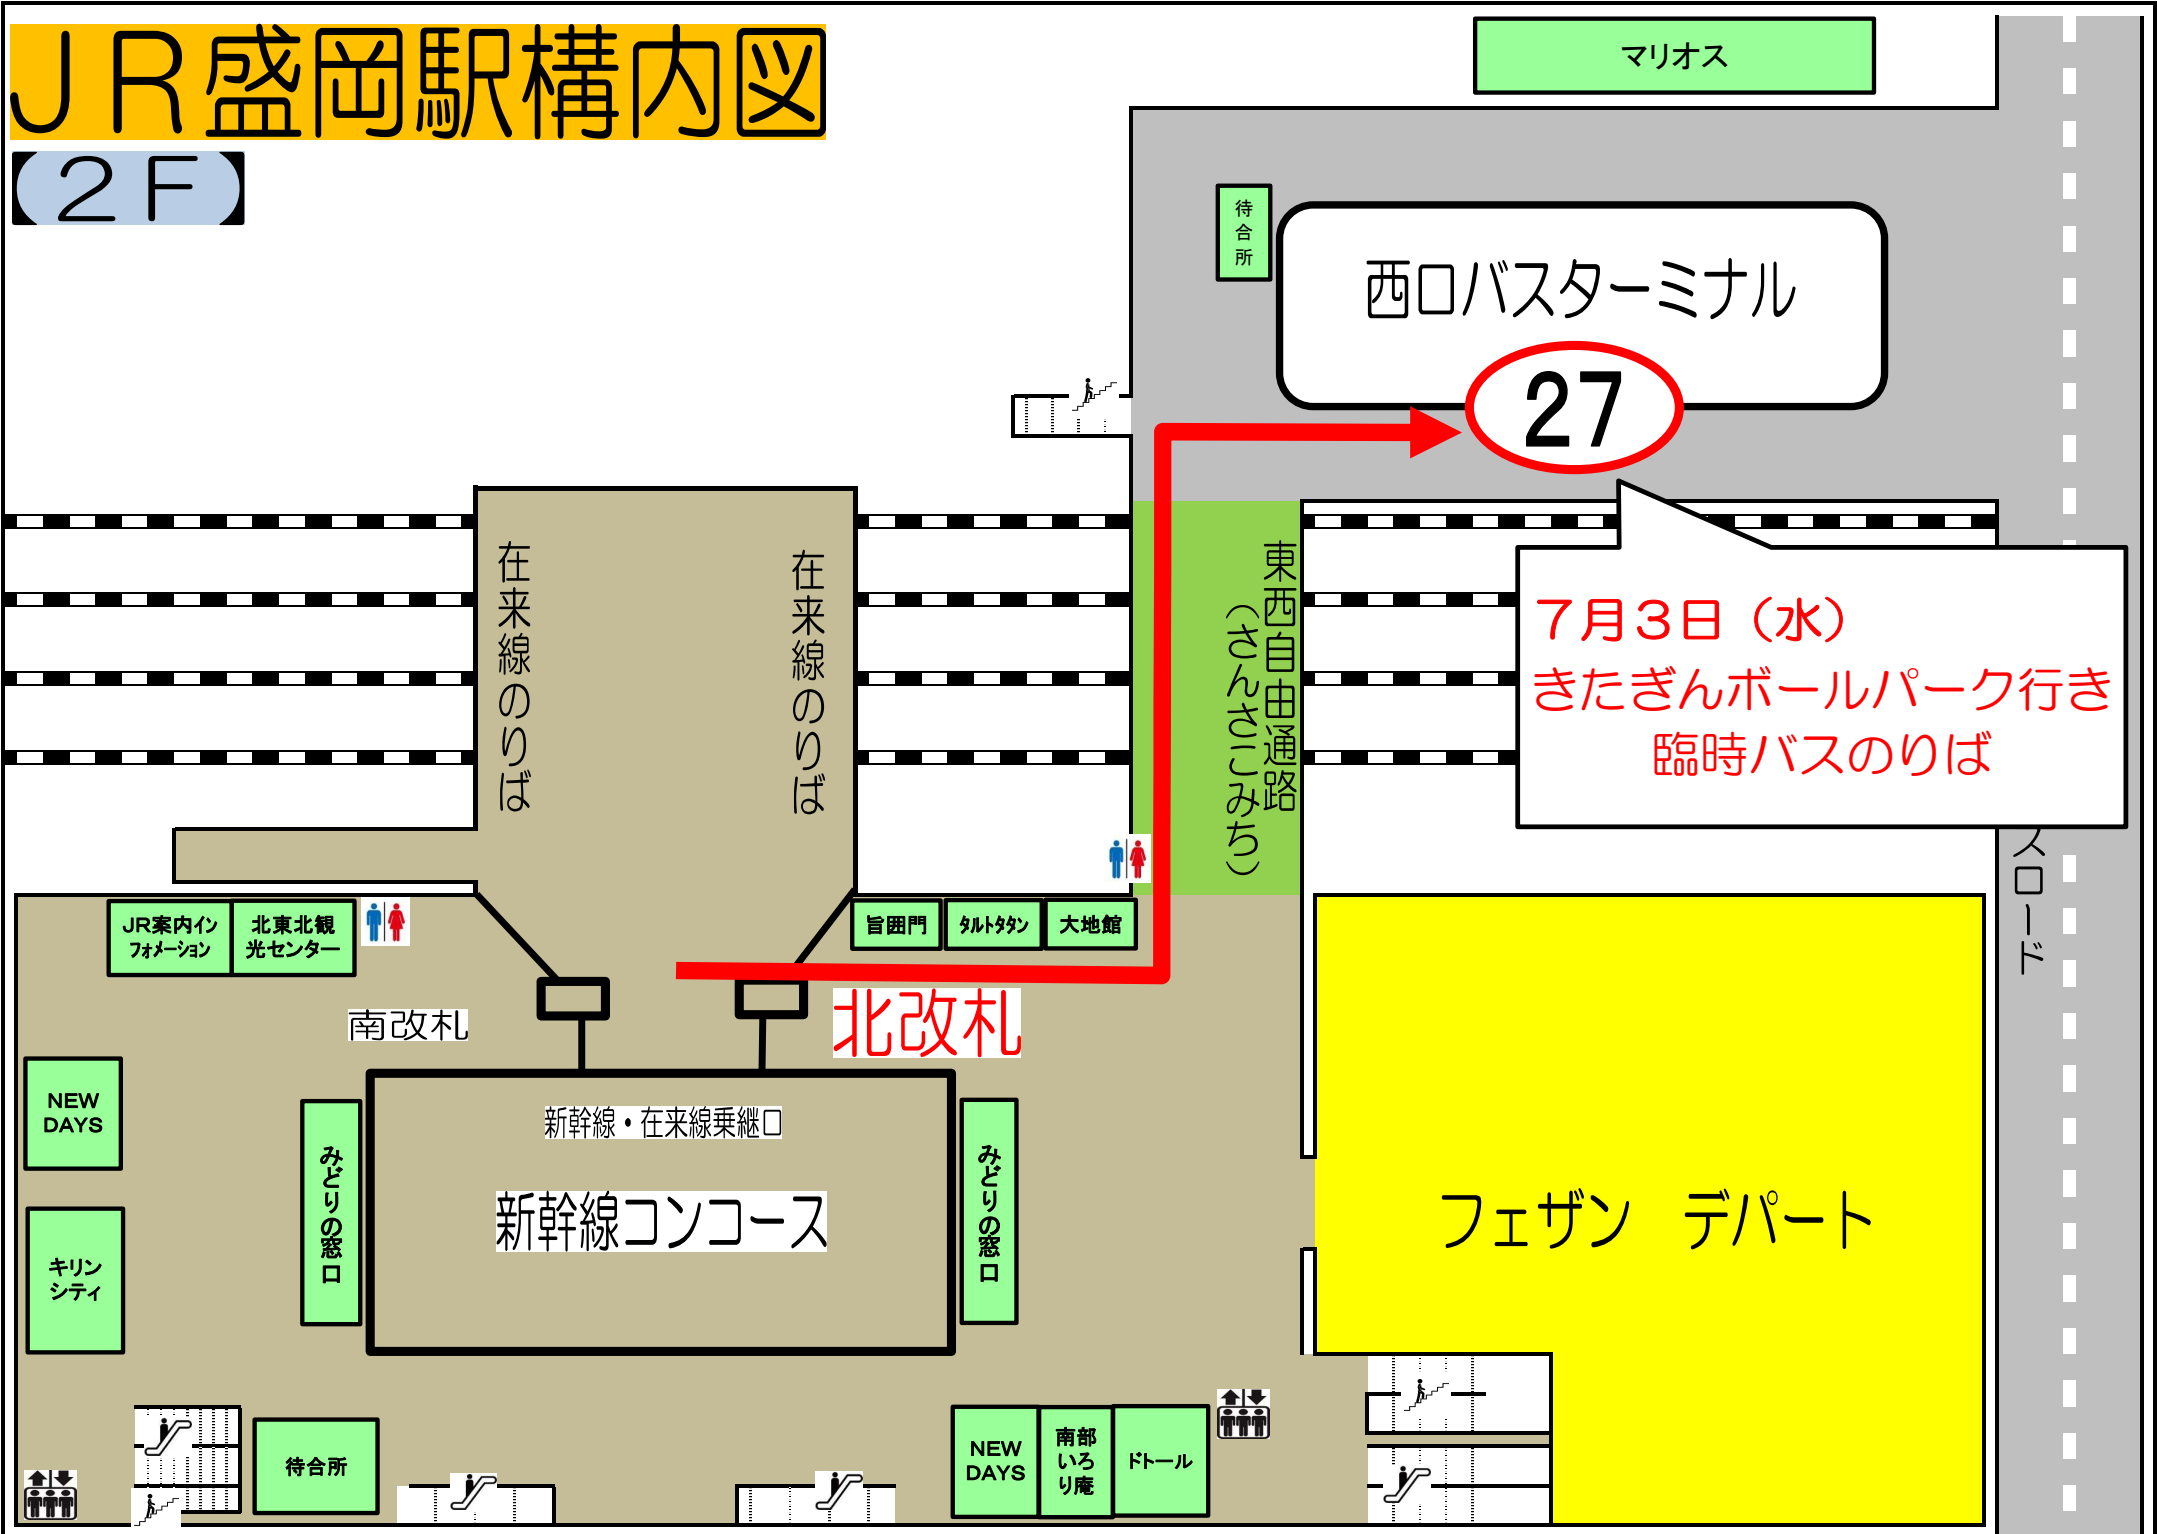 JR盛岡駅構内図
2F
マリオス
待合所
西口バスターミナル
27
7月3日(水)
きたぎんボールパーク行き
臨時バスのりば
在来線のりば
在来線のりば
東西自由通路
(さんさこみち)
スロード
JR案内イン
フォメーション
北東北観
光センター
旨囲門
タルトタタン
大地館
南改札
北改札
NEW
DAYS
キリン
シティ
みどりの窓口
新幹線・在来線乗継口
新幹線コンコース
みどりの窓口
フェザン デパート
待合所
NEW
DAYS
南部
いろ
り庵
ドトール